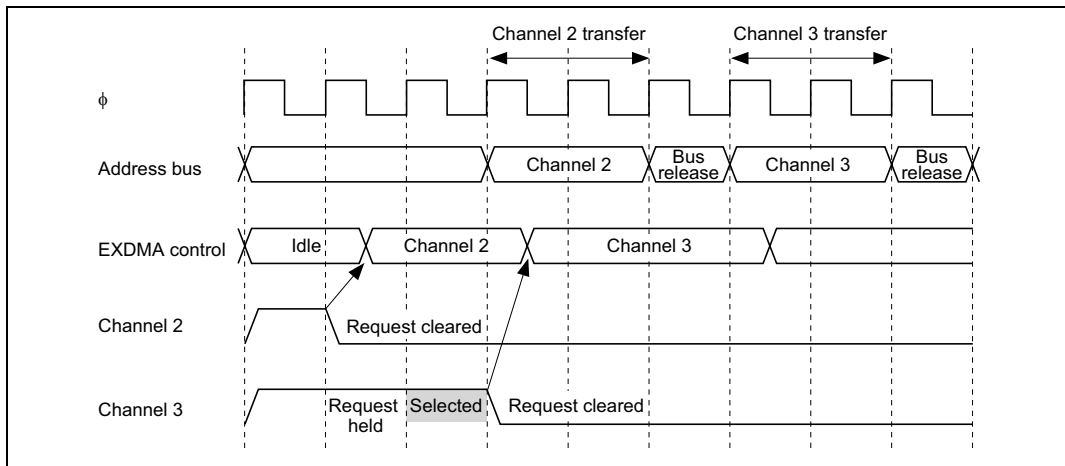 Channel 2 transfer
Channel 3 transfer
ϕ
Address bus
Channel 2
Bus
release
Channel 3
Bus
release
EXDMA control
Idle
Channel 2
Channel 3
Channel 2
Request cleared
Channel 3
Request
held
Selected
Request cleared